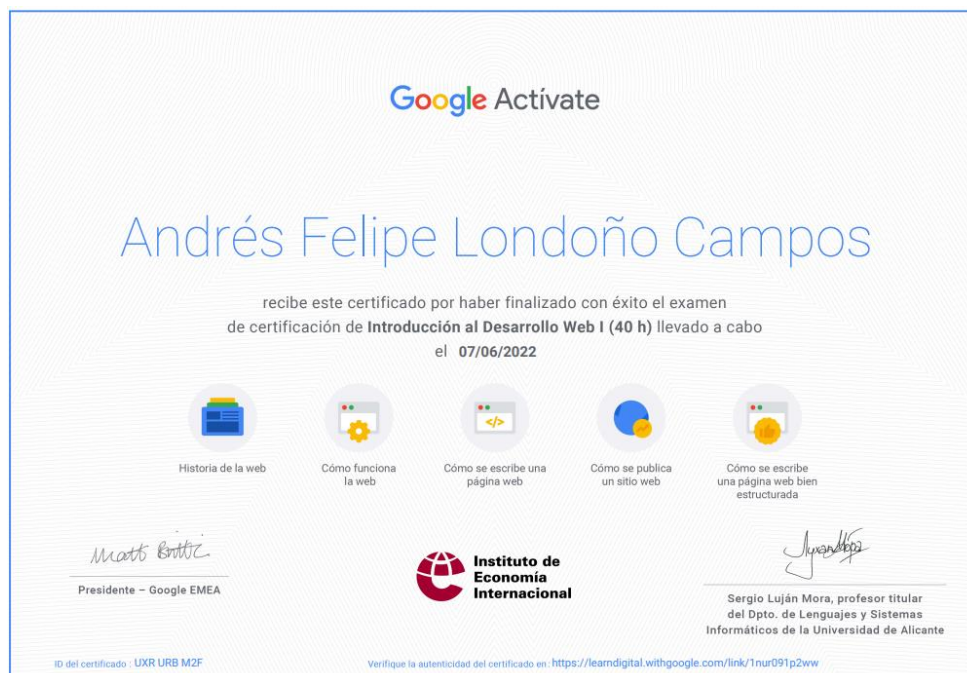 Google Actívate
Andrés Felipe Londoño Campos
recibe este certificado por haber finalizado con éxito el examen
de certificación de Introducción al Desarrollo Web I (40 h) llevado a cabo
el 07/06/2022
</>
Historia de la web
Cómo funciona
la web
Cómo se escribe una
página web
Cómo se publica
un sitio web
Cómo se escribe
una página web bien
estructurada
Matt Brittin
Presidente – Google EMEA
Instituto de
Economía
Internacional
Sergio Luján Mora, profesor titular
del Dpto. de Lenguajes y Sistemas
Informáticos de la Universidad de Alicante
ID del certificado : UXR URB M2F
Verifique la autenticidad del certificado en: https://learndigital.withgoogle.com/link/1nur091p2ww